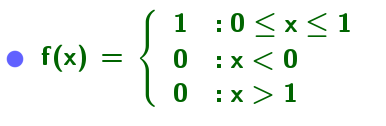 f(x) = { 1 : 0 ≤ x ≤ 1
0 : x < 0
0 : x > 1